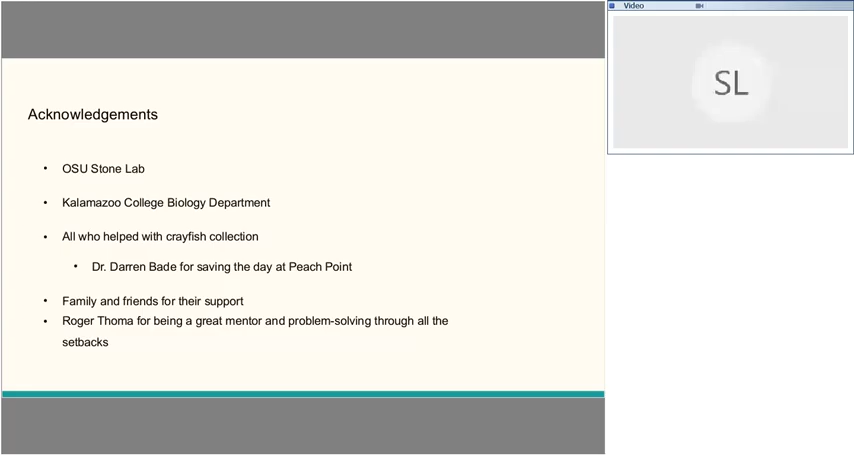 Video
SL
Acknowledgements
• OSU Stone Lab
• Kalamazoo College Biology Department
• All who helped with crayfish collection
• Dr. Darren Bade for saving the day at Peach Point
• Family and friends for their support
• Roger Thoma for being a great mentor and problem-solving through all the
setbacks